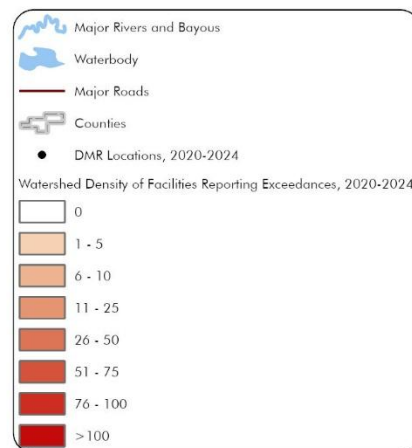 Major Rivers and Bayous
Waterbody
Major Roads
Counties
DMR Locations, 2020-2024
Watershed Density of Facilities Reporting Exceedances, 2020-2024
0
1 - 5
6 - 10
11 - 25
26 - 50
51 - 75
76 - 100
>100